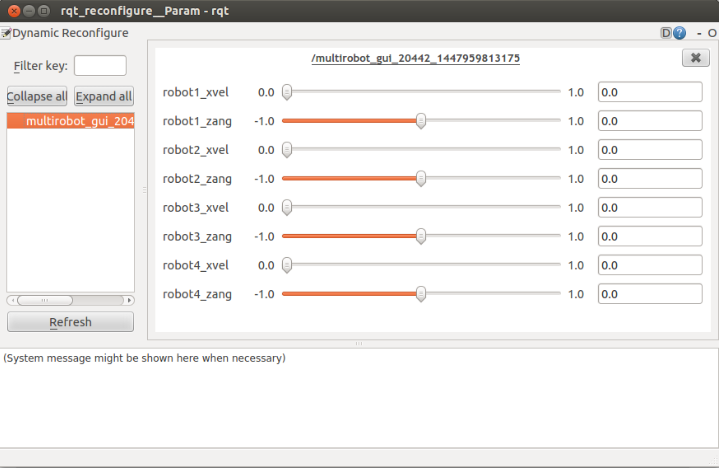 rqt_reconfigure__Param - rqt
Dynamic Reconfigure
D ? - O
Filter key:
Collapse all Expand all
multirobot_gui_204
Refresh
/multirobot_gui_20442_1447959813175
robot1_xvel 0.0 1.0 0.0
robot1_zang -1.0 1.0 0.0
robot2_xvel 0.0 1.0 0.0
robot2_zang -1.0 1.0 0.0
robot3_xvel 0.0 1.0 0.0
robot3_zang -1.0 1.0 0.0
robot4_xvel 0.0 1.0 0.0
robot4_zang -1.0 1.0 0.0
(System message might be shown here when necessary)